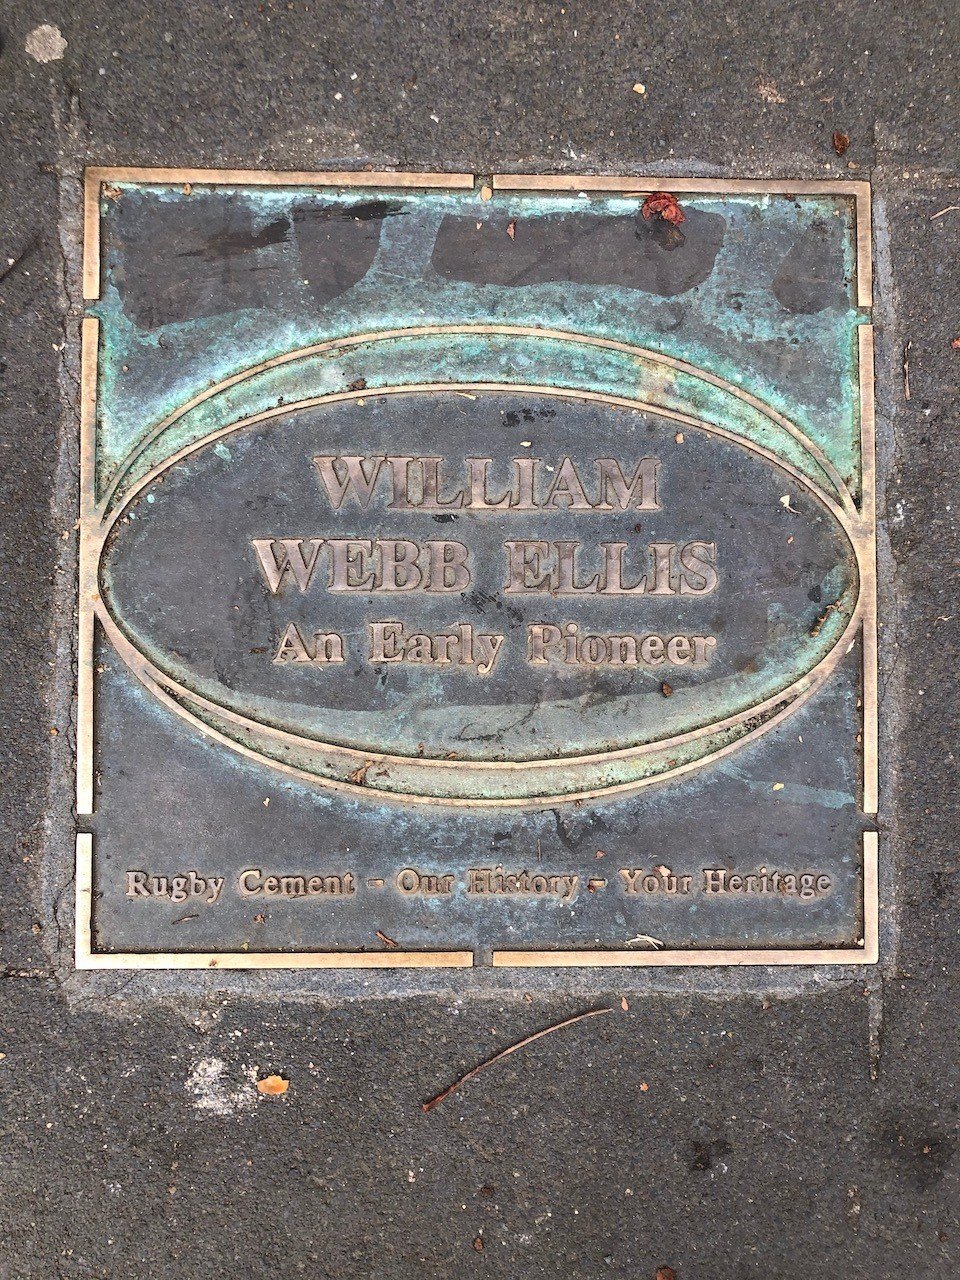 WILLIAM
WEBB ELLIS
An Early Pioneer
Rugby Cement - Our History - Your Heritage